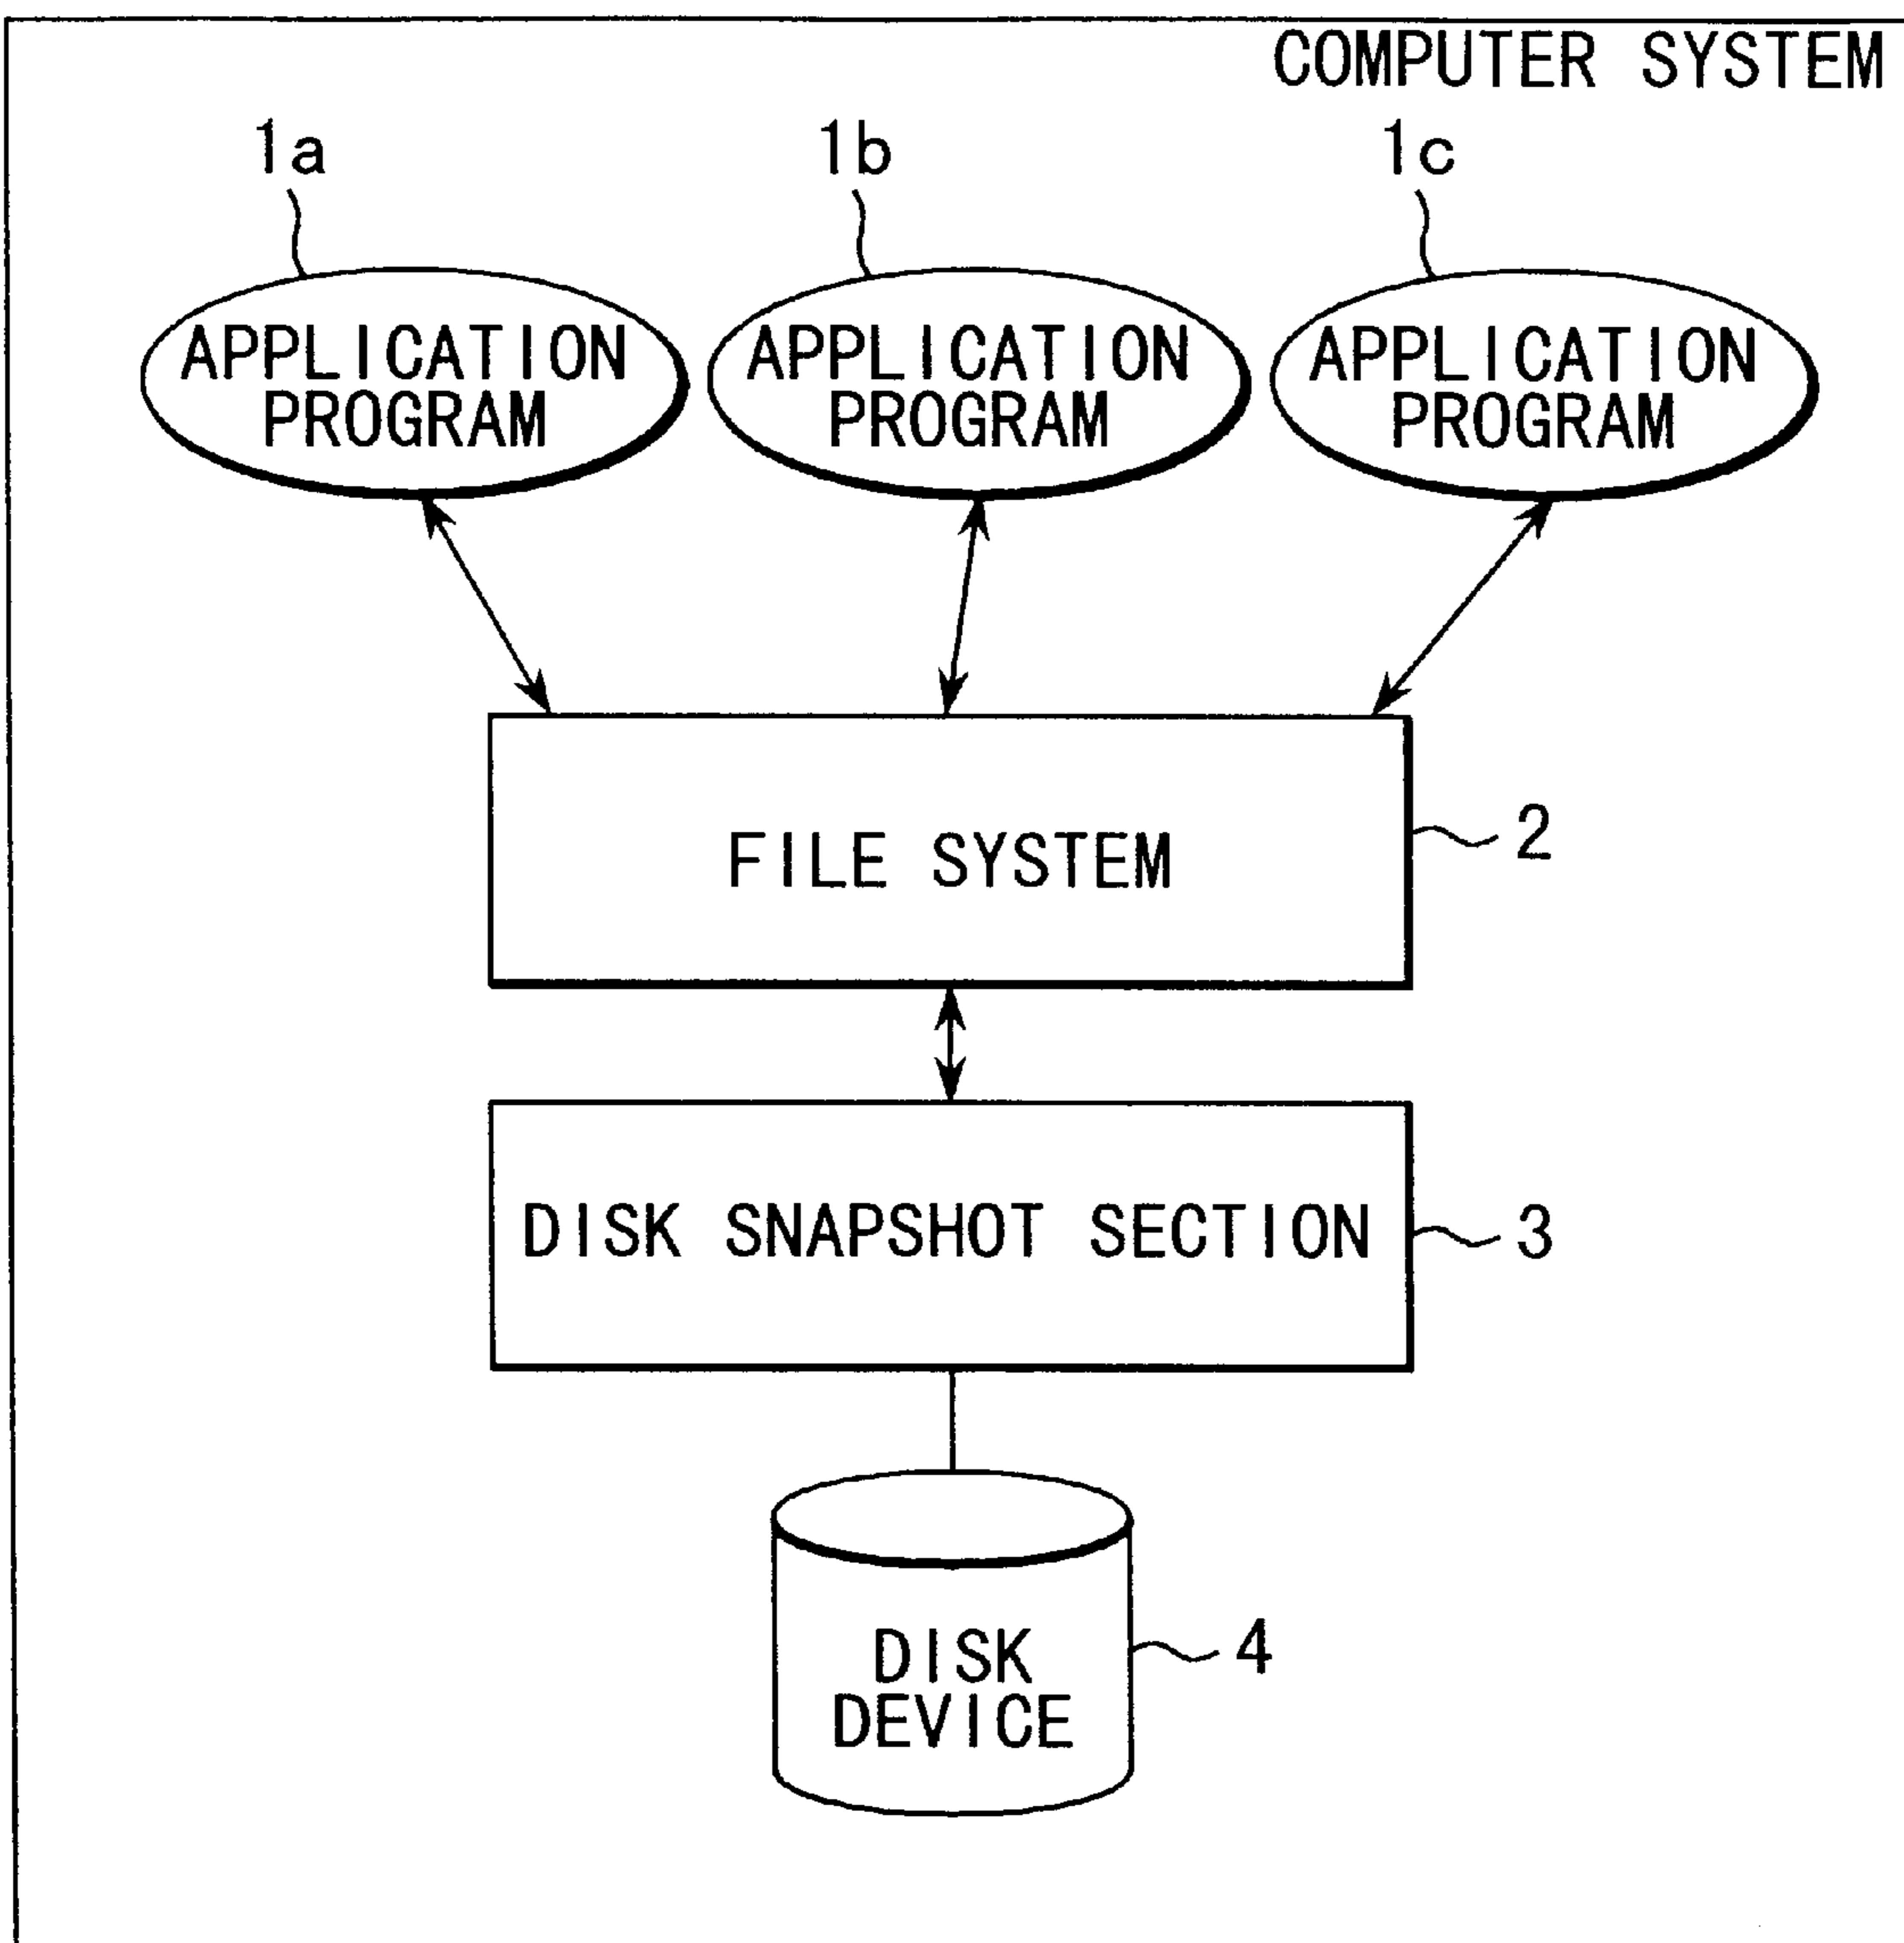 COMPUTER SYSTEM
1a
1b
1c
APPLICATION
PROGRAM
APPLICATION
PROGRAM
APPLICATION
PROGRAM
FILE SYSTEM
2
DISK SNAPSHOT SECTION
3
DISK
DEVICE
4